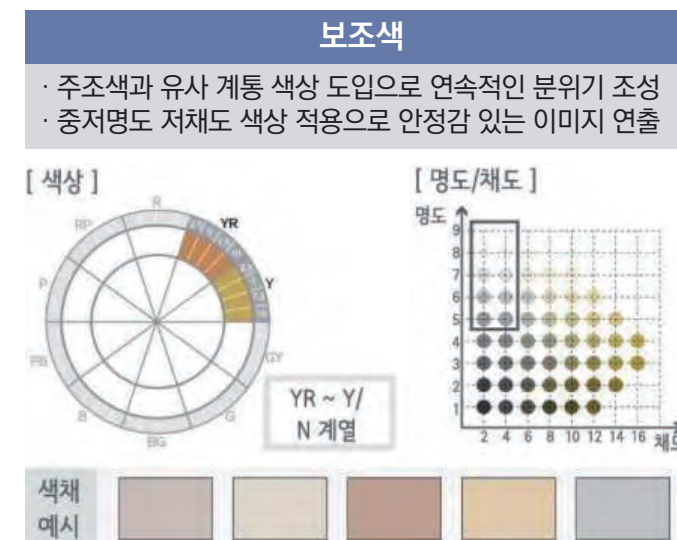 보조색
· 주조색과 유사 계통 색상 도입으로 연속적인 분위기 조성
· 중저명도 저채도 색상 적용으로 안정감 있는 이미지 연출
[ 색상 ]
R
RP
YR
P
Y
PB
GY
B
G
BG
YR ~ Y/
N 계열
[ 명도/채도 ]
명도
9
8
7
6
5
4
3
2
1
2 4 6 8 10 12 14 16 채도
색채
예시